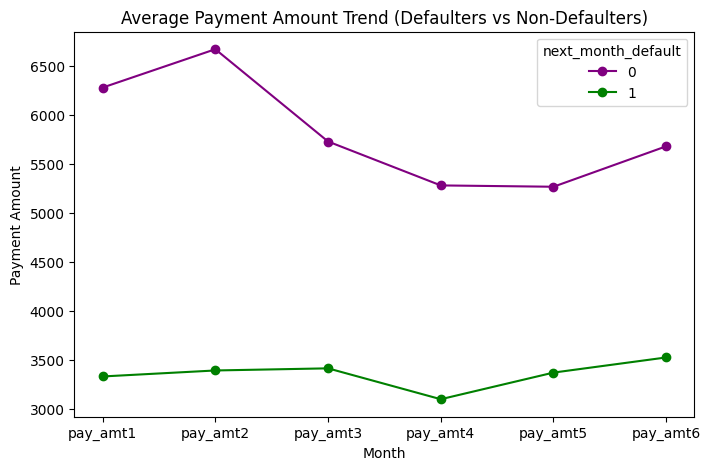 Average Payment Amount Trend (Defaulters vs Non-Defaulters)
next_month_default
0
1
6500
6000
5500
5000
4500
4000
3500
3000
Payment Amount
pay_amt1 pay_amt2 pay_amt3 pay_amt4 pay_amt5 pay_amt6
Month